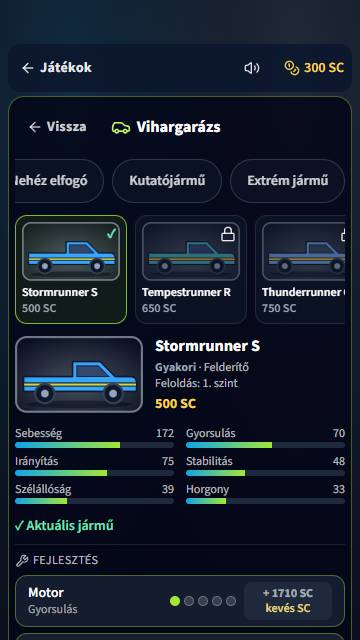 Játékok
300 SC
Vissza
Vihargarázs
Nehéz elfogó
Kutatójármű
Extrém jármű
Stormrunner S
500 SC
Tempestrunner R
650 SC
Thunderrunner
750 SC
Stormrunner S
Gyakori · Felderítő
Feloldás: 1. szint
500 SC
Sebesség 172
Gyorsulás 70
Irányítás 75
Stabilitás 48
Szélállóság 39
Horgony 33
✓ Aktuális jármű
FEJLESZTÉS
Motor
Gyorsulás
+ 1710 SC
kevés SC